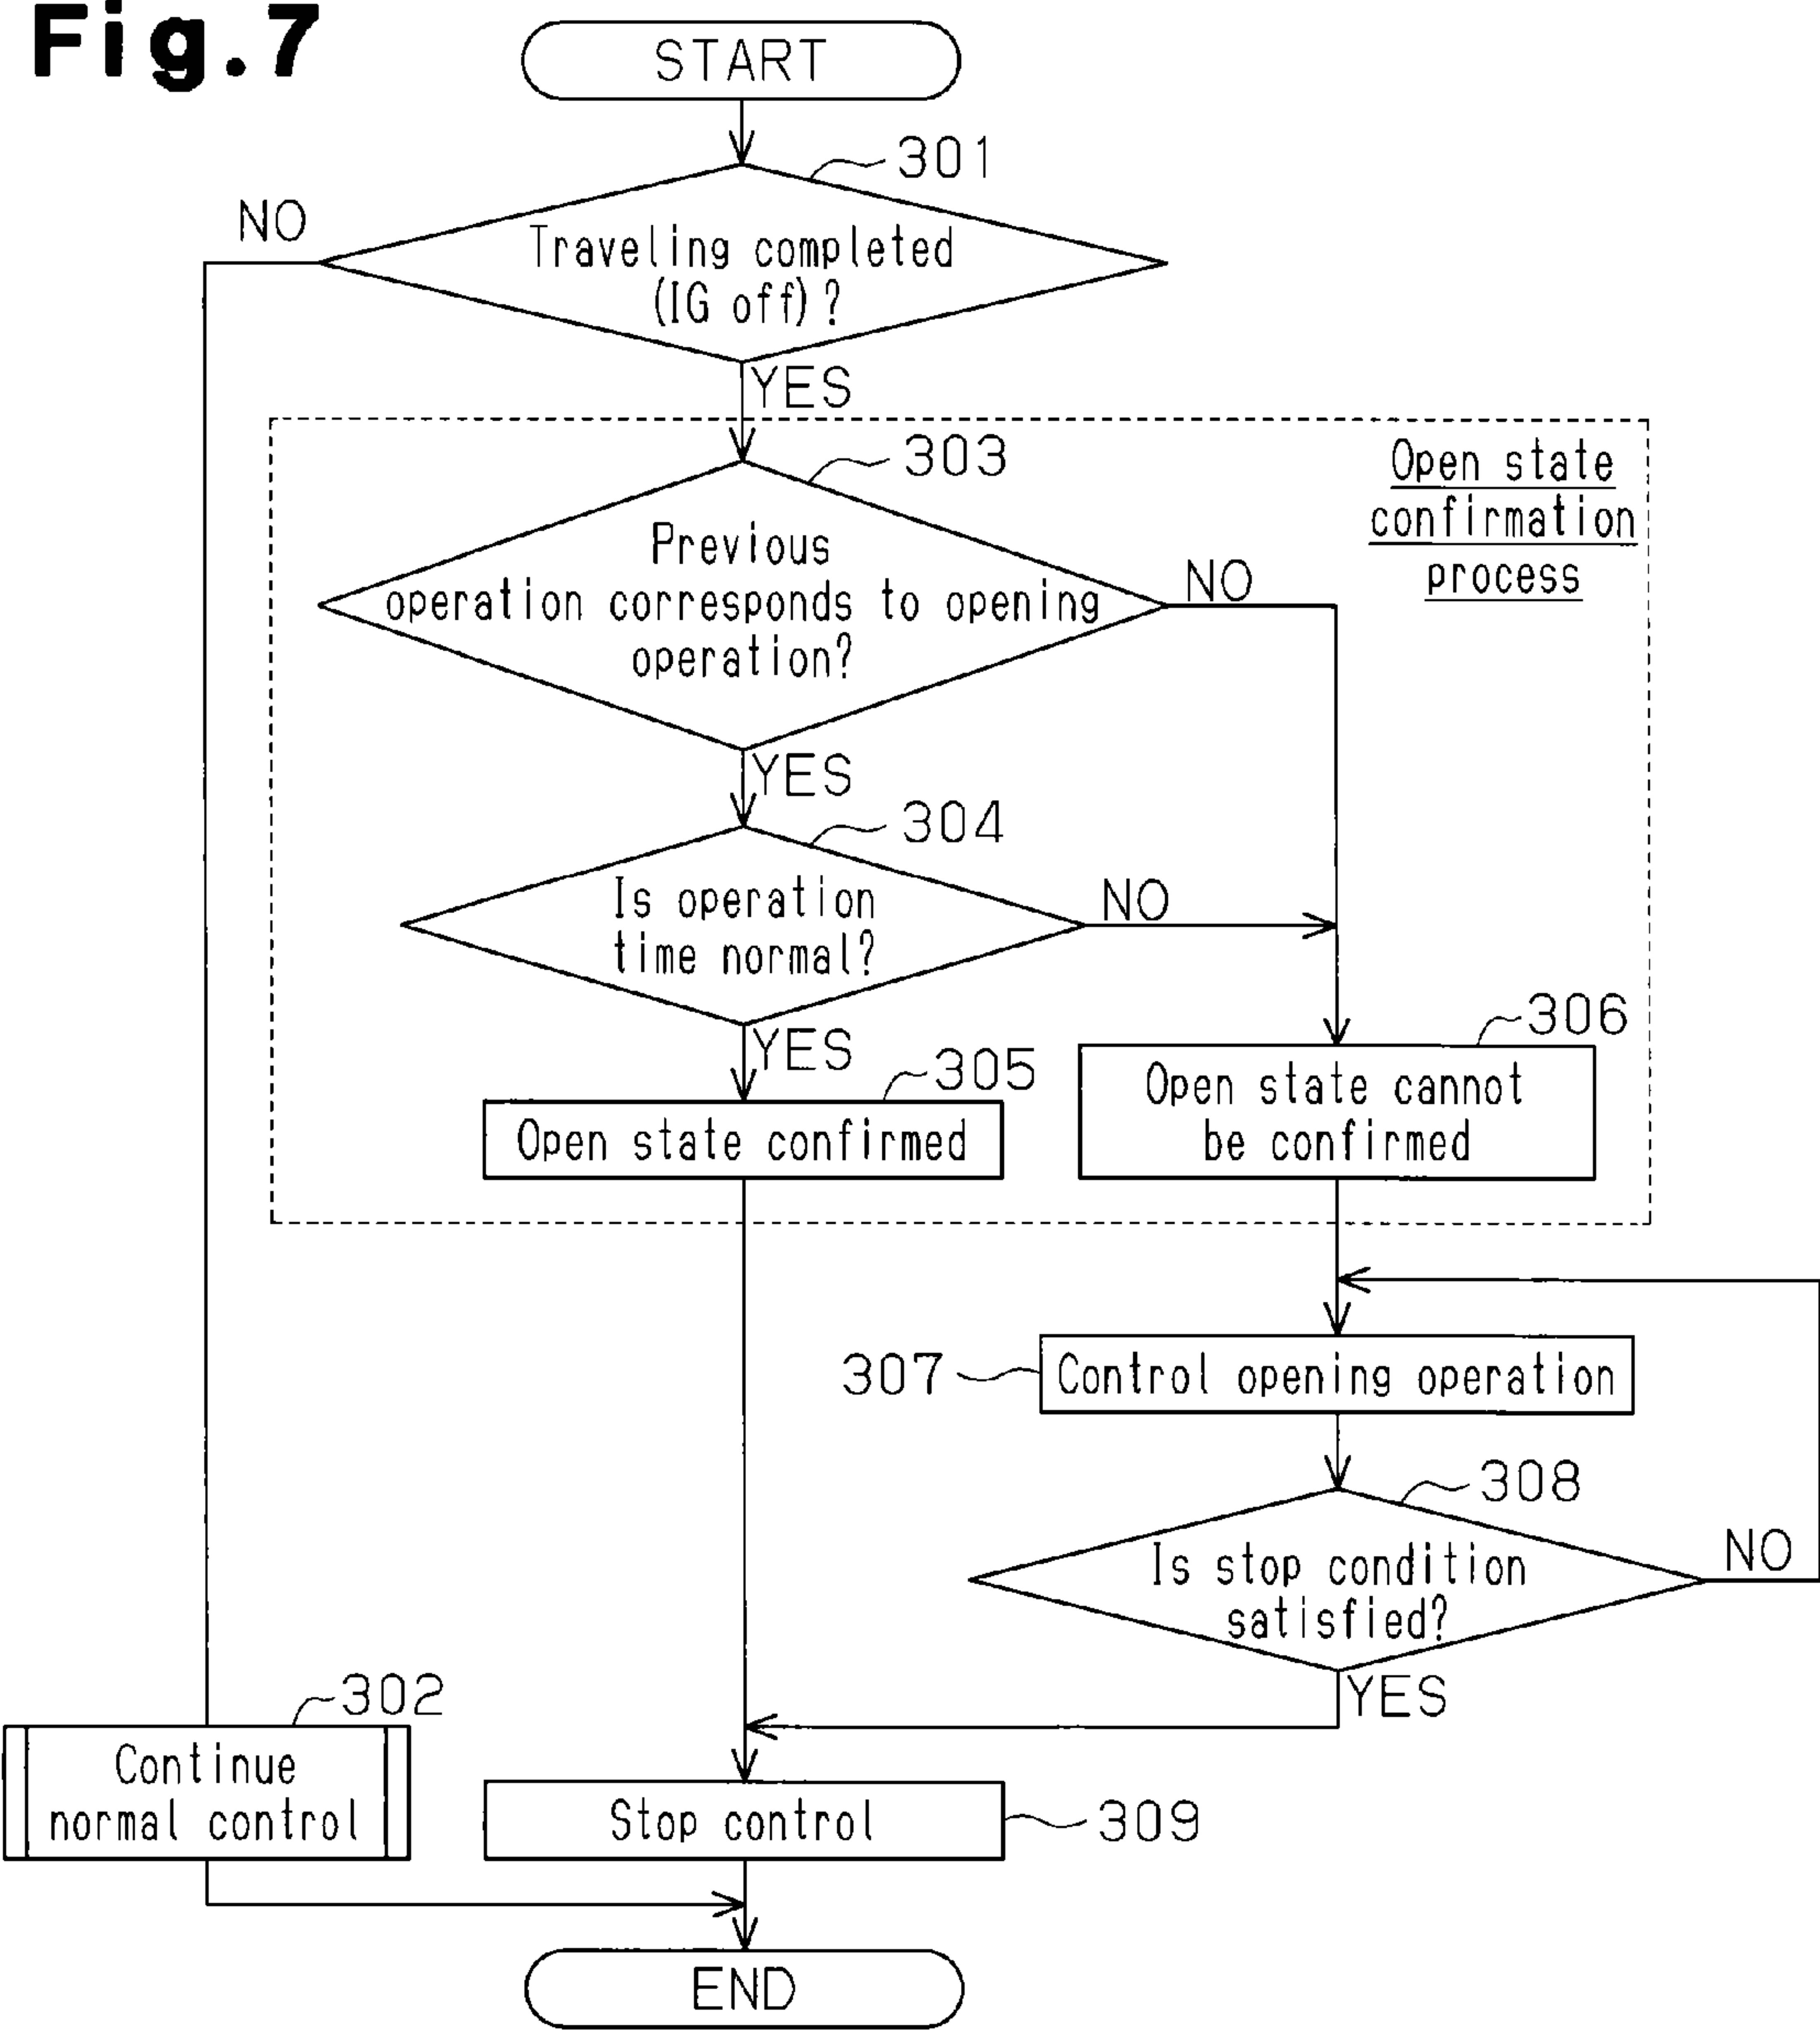 Fig.7
START
301
NO
Traveling completed
(IG off)?
YES
303
Open state
confirmation
process
Previous
operation corresponds to opening
operation?
NO
YES
304
Is operation
time normal?
NO
YES
305
306
Open state confirmed
Open state cannot
be confirmed
307
Control opening operation
308
Is stop condition
satisfied?
NO
YES
302
Continue
normal control
Stop control
309
END